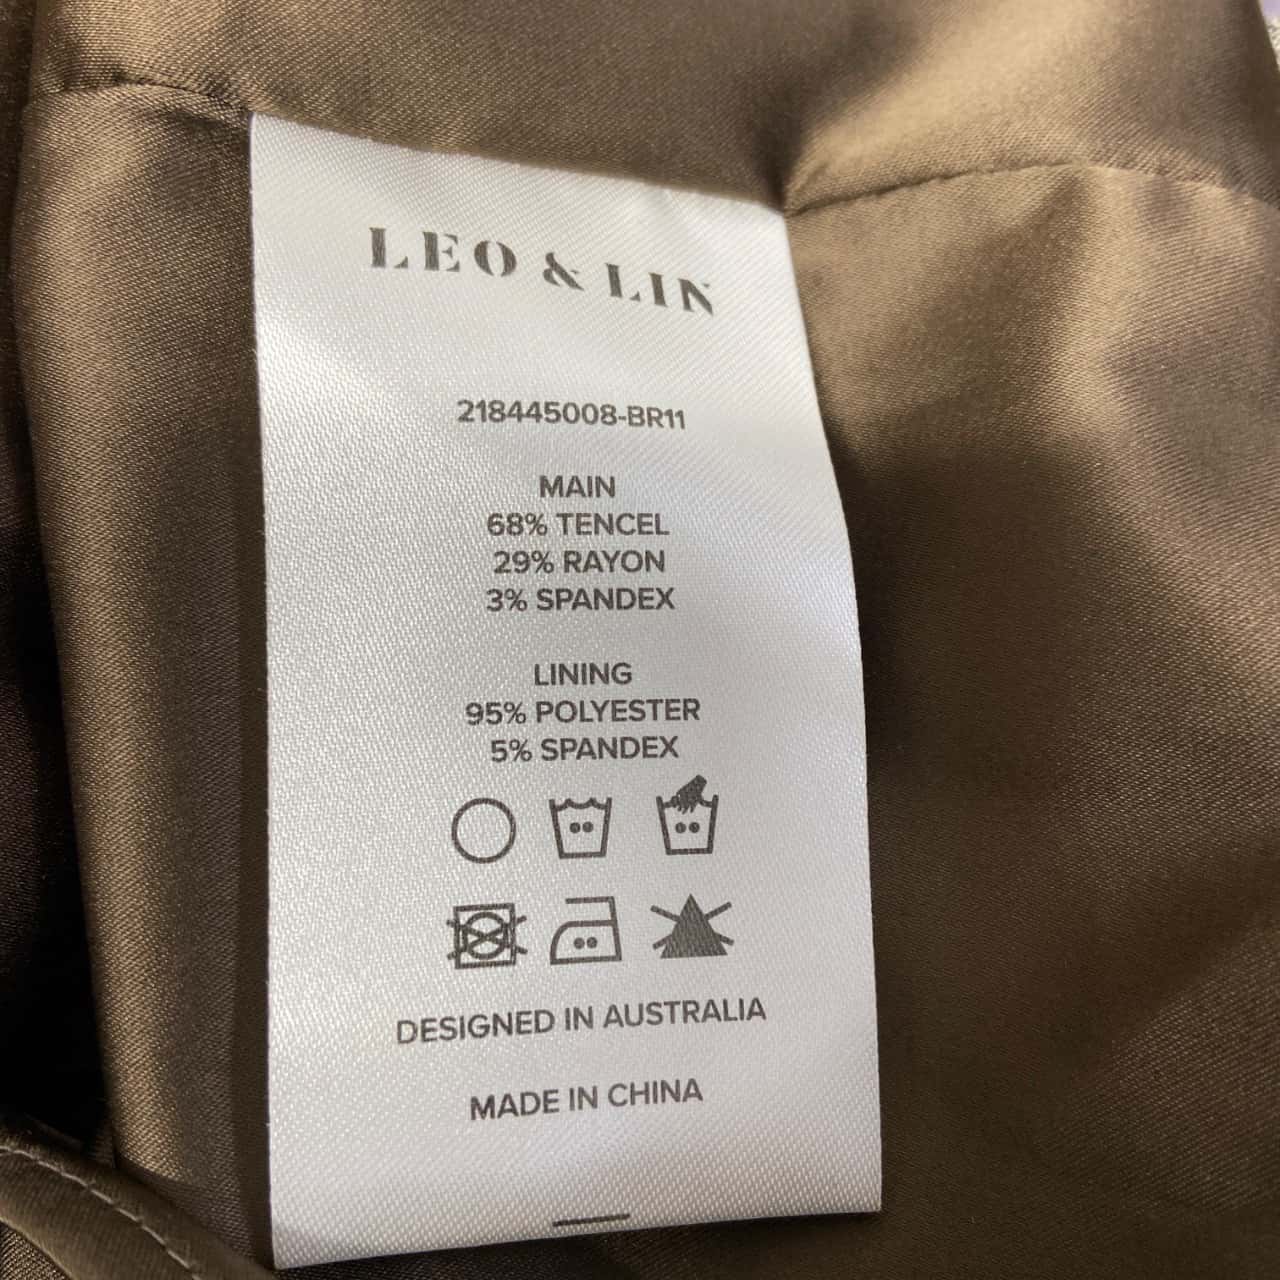 LEO & LIN
218445008-BR11
MAIN
68% TENCEL
29% RAYON
3% SPANDEX
LINING
95% POLYESTER
5% SPANDEX
DESIGNED IN AUSTRALIA
MADE IN CHINA